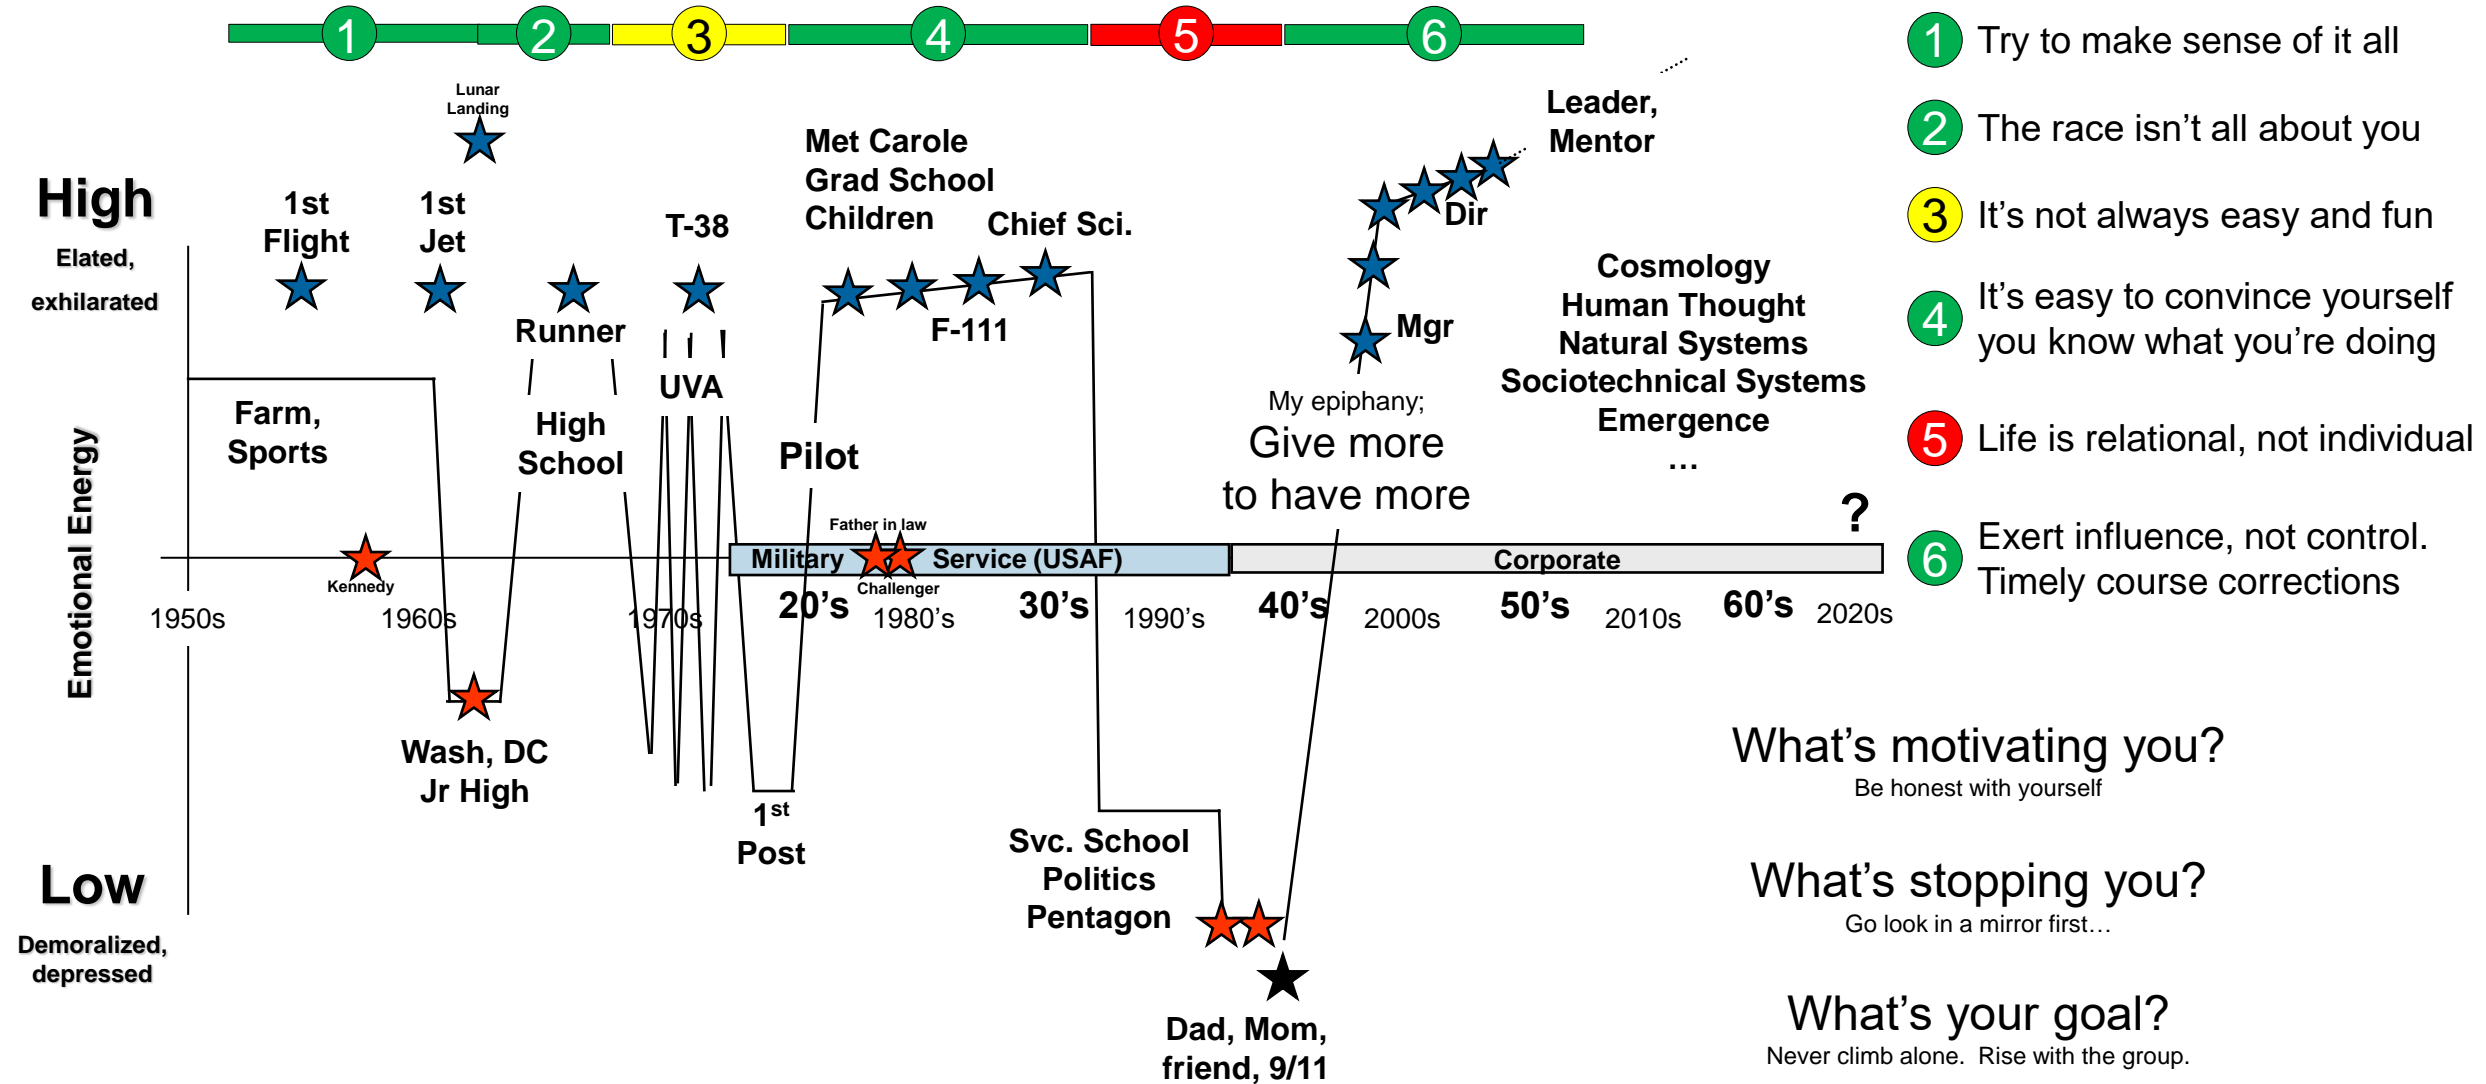 1
2
3
4
5
6
Lunar
Landing
High
Elated,
exhilarated
1st
Flight
1st
Jet
Runner
High
School
T-38
UVA
Met Carole
Grad School
Children
Chief Sci.
F-111
Pilot
Leader,
Mentor
Dir
Mgr
My epiphany;
Give more
to have more
Cosmology
Human Thought
Natural Systems
Sociotechnical Systems
Emergence
...
?
Farm,
Sports
Emotional Energy
Kennedy
Father in law
Military Service (USAF)
Challenger
Corporate
1950s
1960s
1970s
20's
1980's
30's
1990's
40's
2000s
50's
2010s
60's
2020s
Wash, DC
Jr High
1st
Post
Svc. School
Politics
Pentagon
Low
Demoralized,
depressed
Dad, Mom,
friend, 9/11
1 Try to make sense of it all
2 The race isn't all about you
3 It's not always easy and fun
4 It's easy to convince yourself
you know what you're doing
5 Life is relational, not individual
6 Exert influence, not control.
Timely course corrections
What's motivating you?
Be honest with yourself
What's stopping you?
Go look in a mirror first…
What's your goal?
Never climb alone.  Rise with the group.